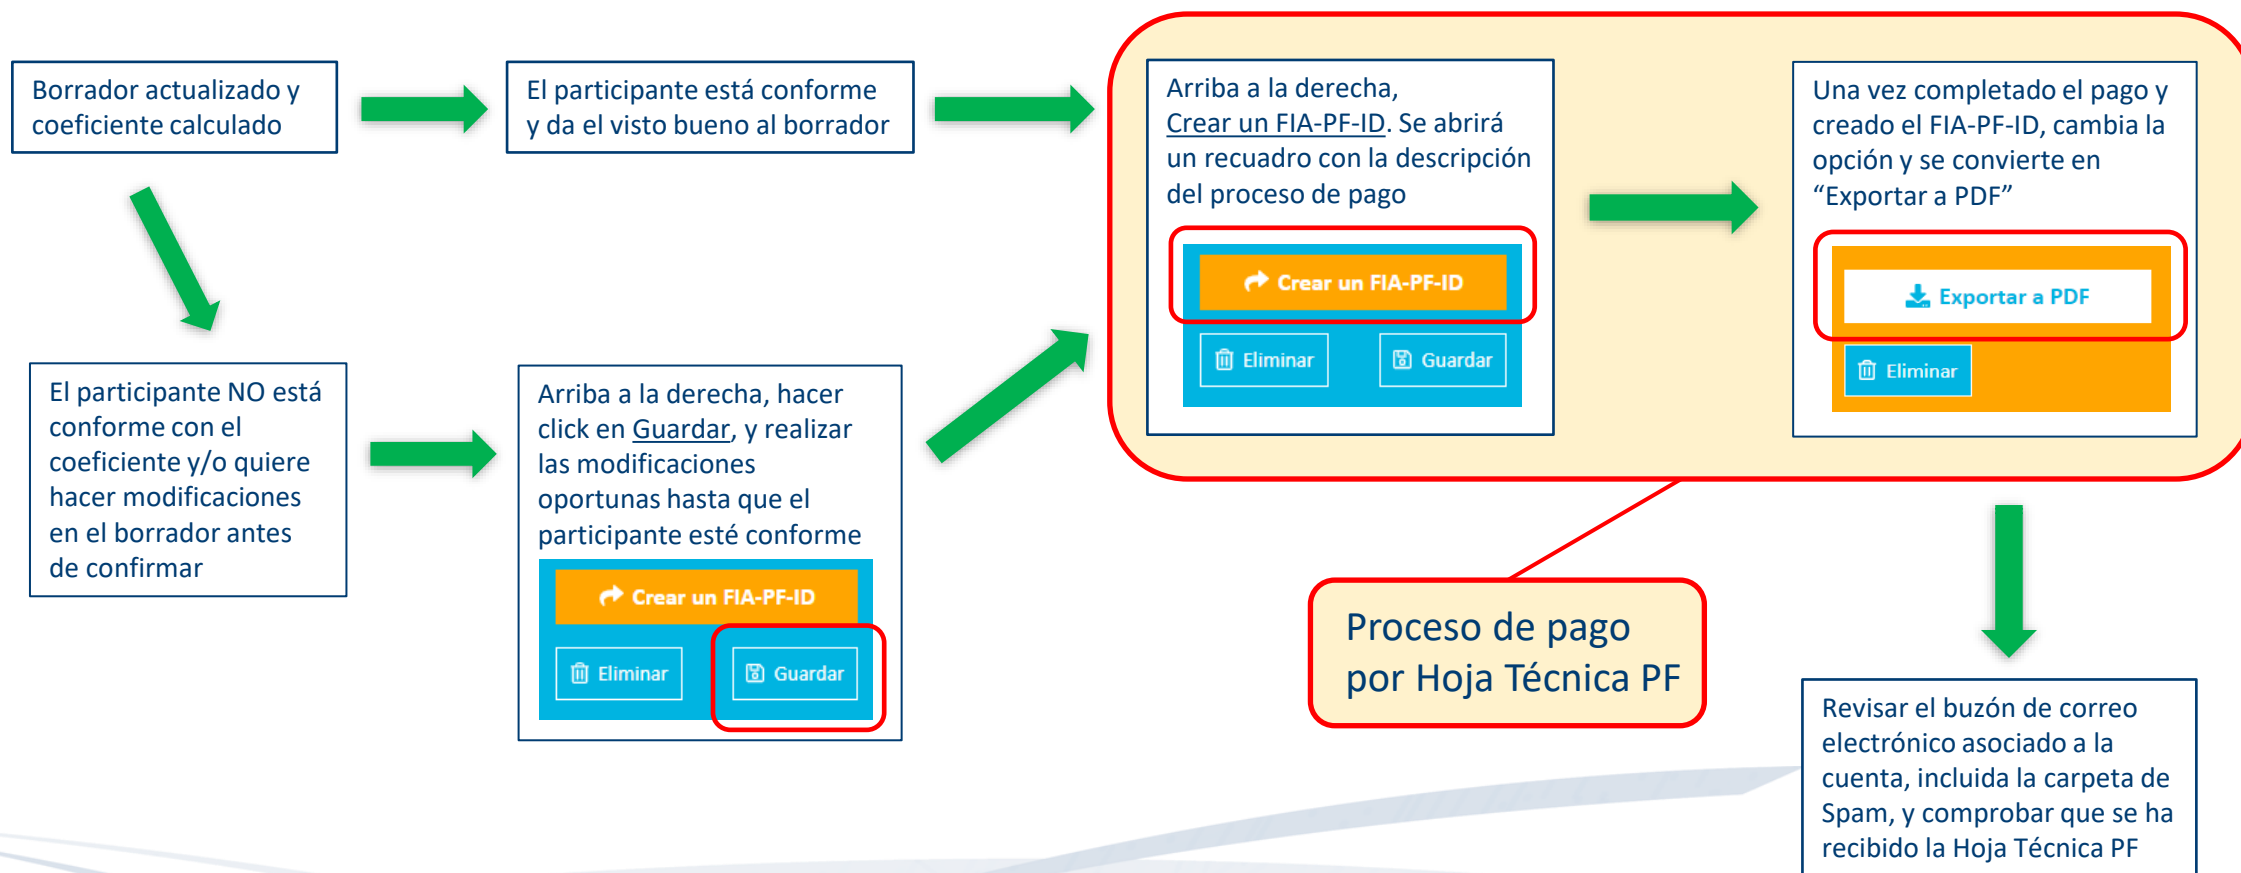 Borrador actualizado y
coeficiente calculado
El participante está conforme
y da el visto bueno al borrador
Arriba a la derecha,
Crear un FIA-PF-ID. Se abrirá
un recuadro con la descripción
del proceso de pago
Crear un FIA-PF-ID
Eliminar
Guardar
Una vez completado el pago y
creado el FIA-PF-ID, cambia la
opción y se convierte en
“Exportar a PDF”
Exportar a PDF
Eliminar
El participante NO está
conforme con el
coeficiente y/o quiere
hacer modificaciones
en el borrador antes
de confirmar
Arriba a la derecha, hacer
click en Guardar, y realizar
las modificaciones
oportunas hasta que el
participante esté conforme
Crear un FIA-PF-ID
Eliminar
Guardar
Proceso de pago
por Hoja Técnica PF
Revisar el buzón de correo
electrónico asociado a la
cuenta, incluida la carpeta de
Spam, y comprobar que se ha
recibido la Hoja Técnica PF